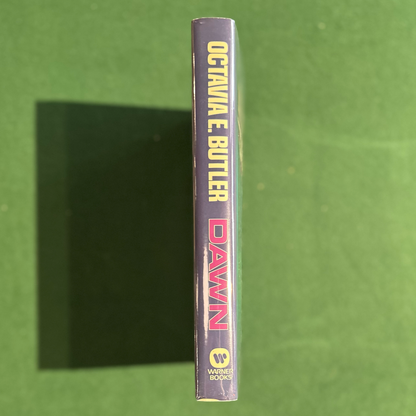 OCTAVIA E. BUTLER
DAWN
WARNER
BOOKS